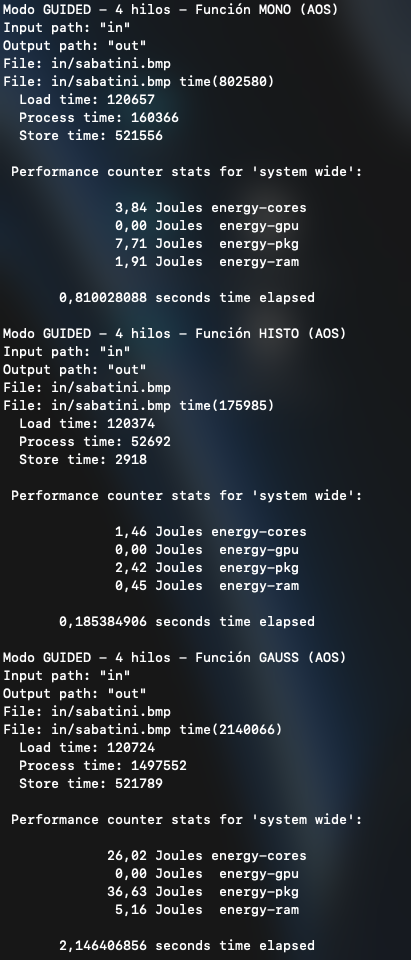 Modo GUIDED – 4 hilos – Función MONO (AOS)
Input path: "in"
Output path: "out"
File: in/sabatini.bmp
File: in/sabatini.bmp time(802580)
Load time: 120657
Process time: 160366
Store time: 521556
Performance counter stats for 'system wide':
3,84 Joules energy-cores
0,00 Joules energy-gpu
7,71 Joules energy-pkg
1,91 Joules energy-ram
0,810028088 seconds time elapsed
Modo GUIDED – 4 hilos – Función HISTO (AOS)
Input path: "in"
Output path: "out"
File: in/sabatini.bmp
File: in/sabatini.bmp time(175985)
Load time: 120374
Process time: 52692
Store time: 2918
Performance counter stats for 'system wide':
1,46 Joules energy-cores
0,00 Joules energy-gpu
2,42 Joules energy-pkg
0,45 Joules energy-ram
0,185384906 seconds time elapsed
Modo GUIDED – 4 hilos – Función GAUSS (AOS)
Input path: "in"
Output path: "out"
File: in/sabatini.bmp
File: in/sabatini.bmp time(2140066)
Load time: 120724
Process time: 1497552
Store time: 521789
Performance counter stats for 'system wide':
26,02 Joules energy-cores
0,00 Joules energy-gpu
36,63 Joules energy-pkg
5,16 Joules energy-ram
2,146406856 seconds time elapsed